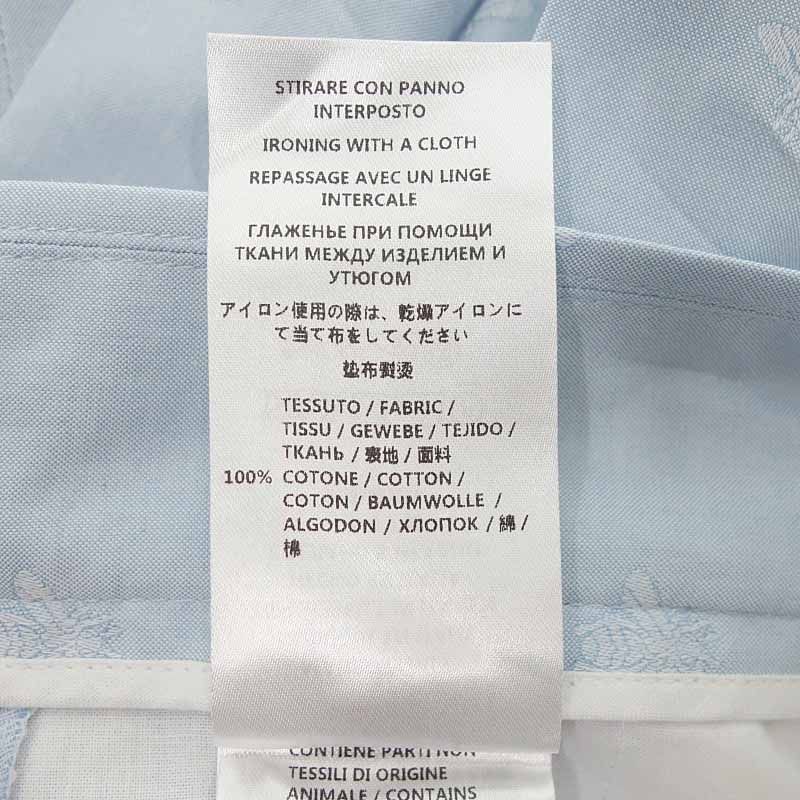 STIRARE CON PANNO
INTERPOSTO
IRONING WITH A CLOTH
REPASSAGE AVEC UN LINGE
INTERCALE
ГЛАЖЕНЬЕ ПРИ ПОМОЩИ
ТКАНИ МЕЖДУ ИЗДЕЛИЕМ И
УТЮГОМ
アイロン使用の際は、乾燥アイロンに
て当て布をしてください
垫布熨烫
TESSUTO / FABRIC /
TISSU / GEWEBE / TEJIDO /
ТКАНЬ / 裏地 / 面料
100% COTONE / COTTON /
COTON / BAUMWOLLE /
ALGODON / ХЛОПОК / 綿 /
棉
CONTIENE PARTI NON
TESSILI DI ORIGINE
ANIMALE / CONTAINS